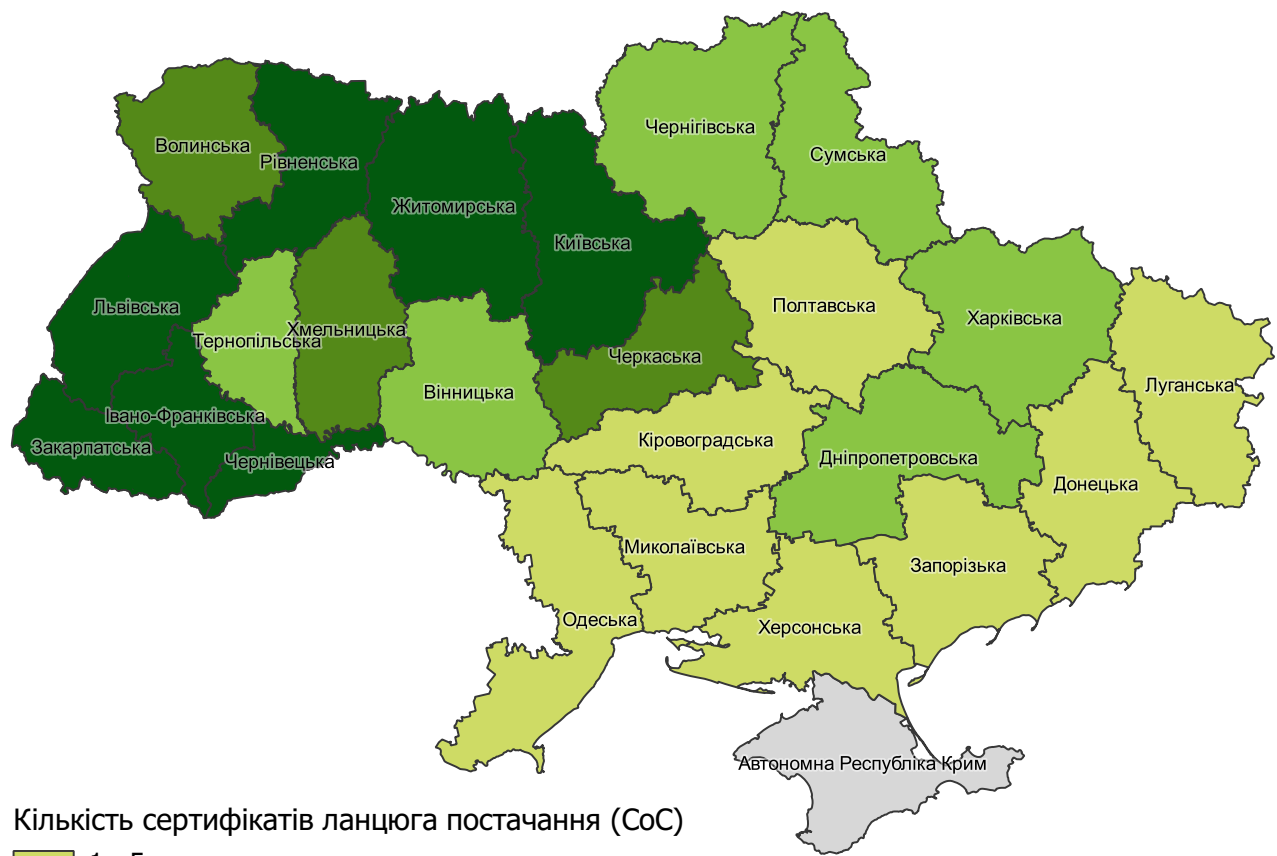 Чернігівська
Сумська
Волинська
Рівненська
Житомирська
Київська
Львівська
Тернопільська
Хмельницька
Полтавська
Харківська
Черкаська
Вінницька
Луганська
Івано-Франківська
Закарпатська
Чернівецька
Кіровоградська
Дніпропетровська
Донецька
Миколаївська
Запорізька
Одеська
Херсонська
Автономна Республіка Крим
Кількість сертифікатів ланцюга постачання (CoC)